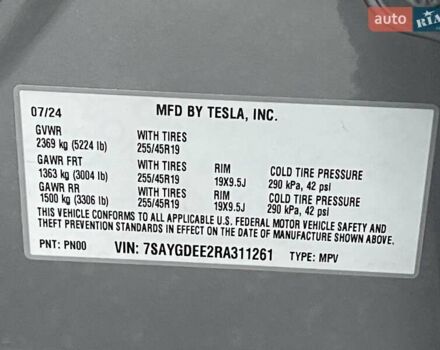 auto RIA
07/24 MFD BY TESLA, INC.
GVWR
2369 kg (5224 lb) WITH TIRES 255/45R19
GAWR FRT
1363 kg (3004 lb) WITH TIRES 255/45R19 RIM 19X9.5J COLD TIRE PRESSURE 290 kPa, 42 psi
GAWR RR
1500 kg (3306 lb) WITH TIRES 255/45R19 RIM 19X9.5J COLD TIRE PRESSURE 290 kPa, 42 psi
THIS VEHICLE CONFORMS TO ALL APPLICABLE U.S. FEDERAL MOTOR VEHICLE SAFETY AND
THEFT PREVENTION STANDARDS IN EFFECT ON THE DATE OF MANUFACTURE SHOWN ABOVE.
PNT: PN00 VIN: 7SAYGDEE2RA311261 TYPE: MPV